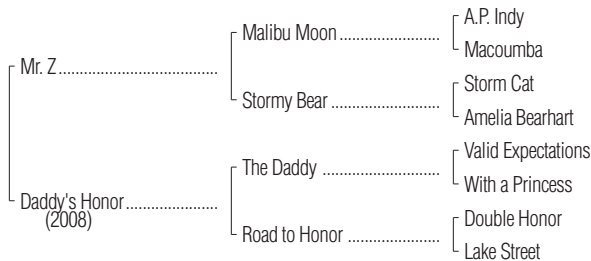 A.P. Indy
Malibu Moon
Macoumba
Mr. Z
Storm Cat
Stormy Bear
Amelia Bearhart
Valid Expectations
The Daddy
With a Princess
Daddy's Honor
(2008)
Double Honor
Road to Honor
Lake Street